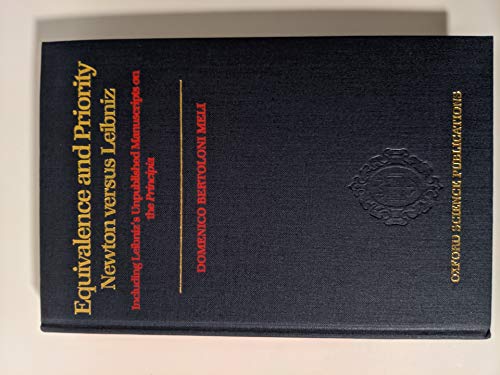 Equivalence and Priority
Newton versus Leibniz
Including Leibniz's Unpublished Manuscripts on
the Principia
DOMENICO BERTOLONI MELI
OXFORD SCIENCE PUBLICATIONS